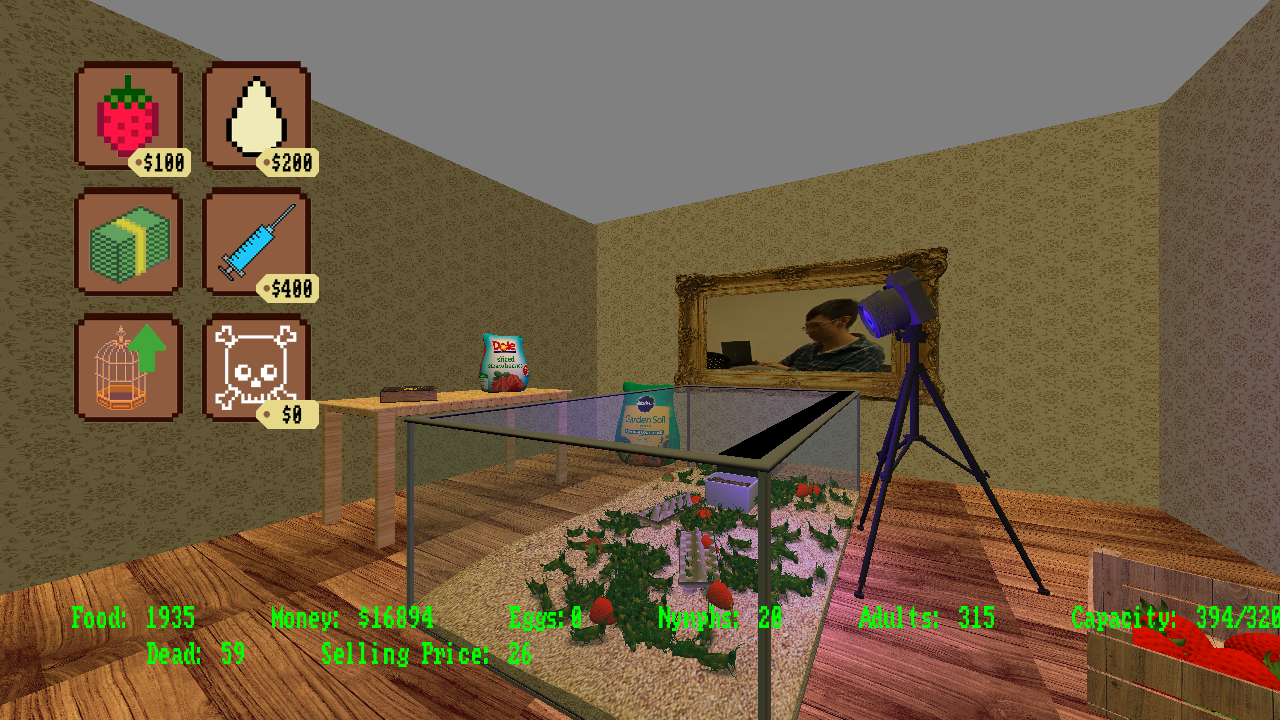 $100
$200
$400
$0
Dole
sliced
strawberries
Garden Soil
Food: 1935 Money: $16894 Eggs: 0 Nymphs: 20 Adults: 315 Capacity: 394/320
Dead: 59 Selling Price: 26